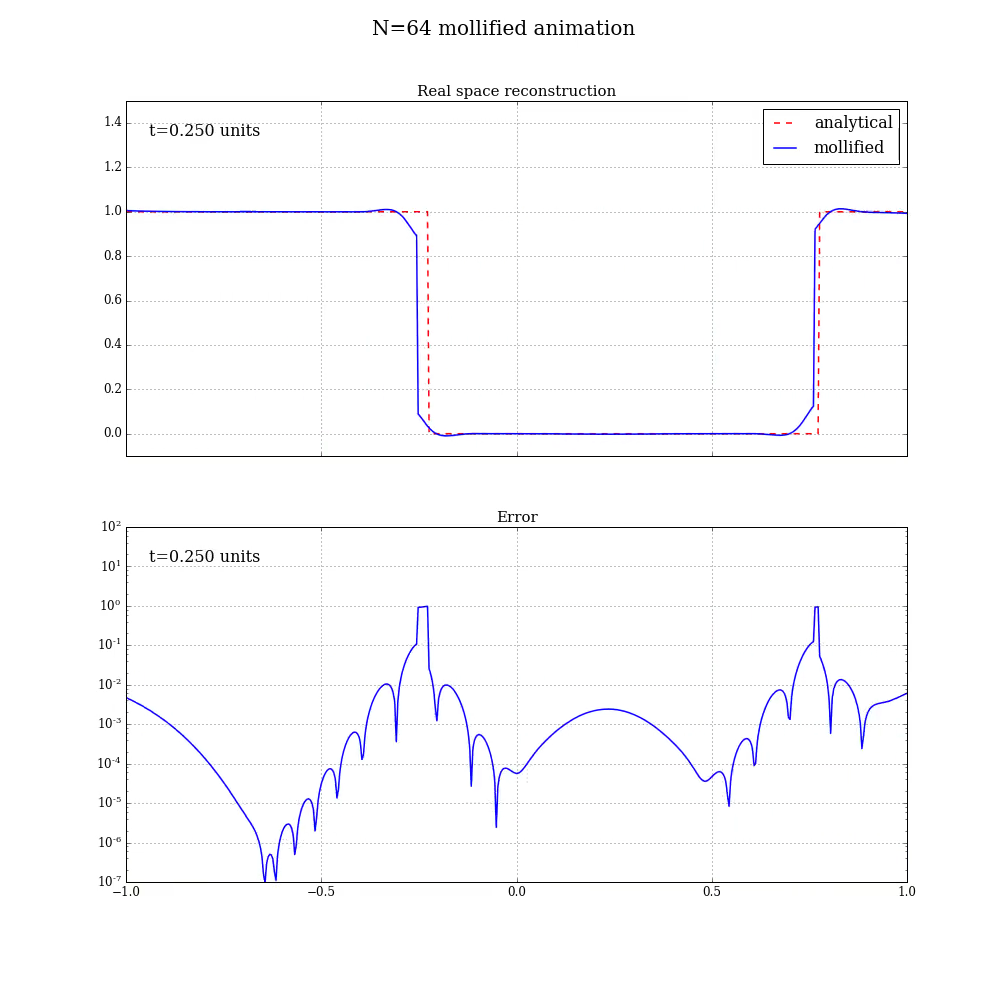 N=64 mollified animation
Real space reconstruction
t=0.250 units
analytical
mollified
1.4
1.2
1.0
0.8
0.6
0.4
0.2
0.0
Error
t=0.250 units
10²
10¹
10⁰
10⁻¹
10⁻²
10⁻³
10⁻⁴
10⁻⁵
10⁻⁶
10⁻⁷
−1.0 −0.5 0.0 0.5 1.0